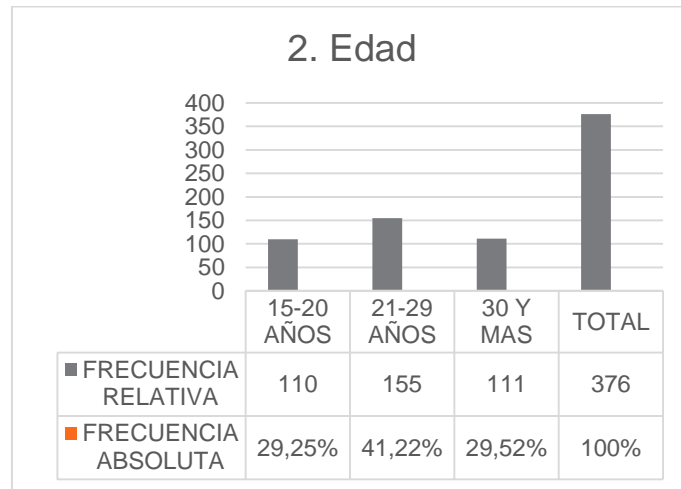 2. Edad
400
350
300
250
200
150
100
50
0
15-20 AÑOS
21-29 AÑOS
30 Y MAS
TOTAL
FRECUENCIA RELATIVA 110 155 111 376
FRECUENCIA ABSOLUTA 29,25% 41,22% 29,52% 100%